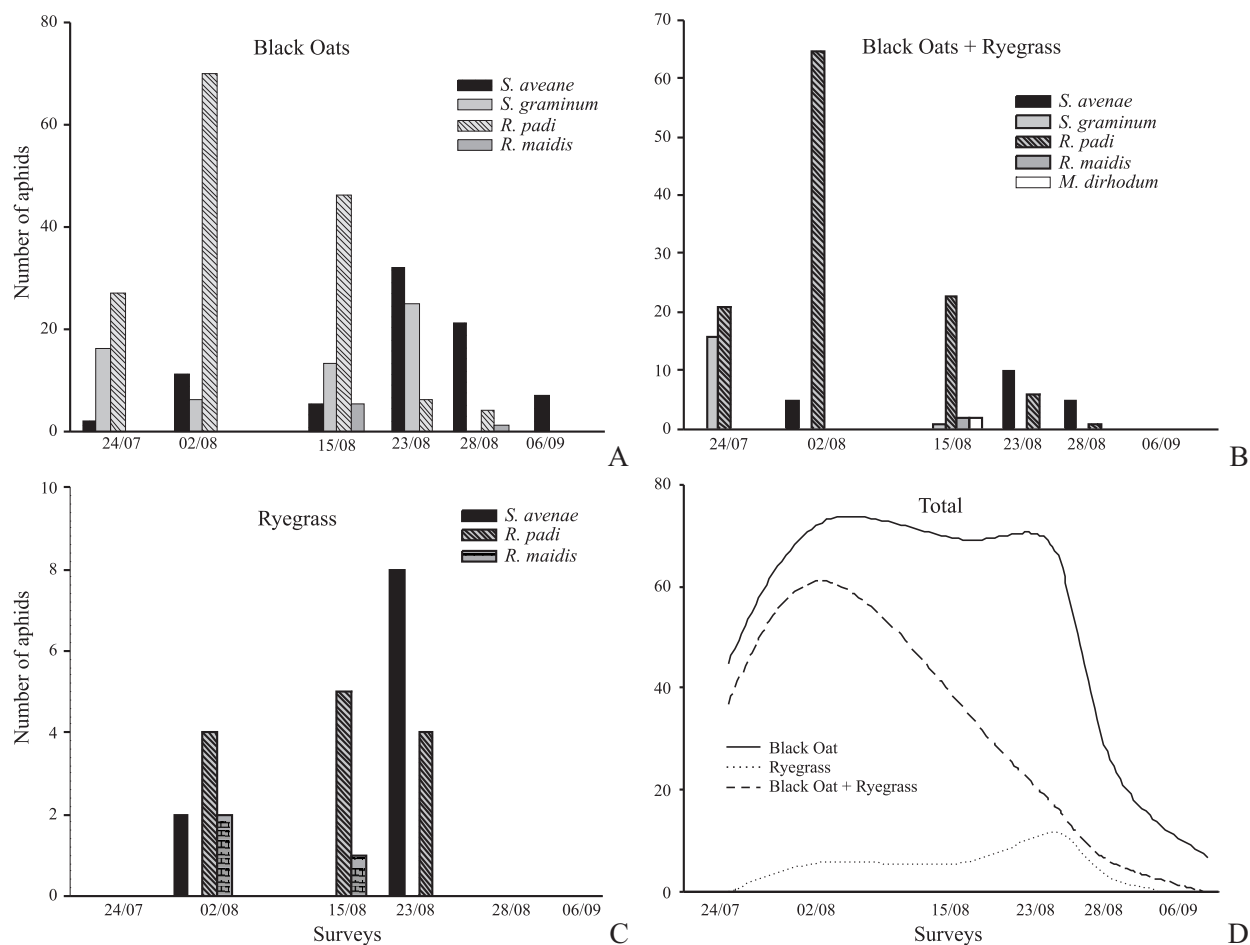 Black Oats
Number of aphids
80
60
40
20
0
S. aveane
S. graminum
R. padi
R. maidis
24/07 02/08 15/08 23/08 28/08 06/09
A
Black Oats + Ryegrass
70
60
50
40
30
20
10
0
S. avenae
S. graminum
R. padi
R. maidis
M. dirhodum
24/07 02/08 15/08 23/08 28/08 06/09
B
Ryegrass
Number of aphids
10
8
6
4
2
0
S. avenae
R. padi
R. maidis
24/07 02/08 15/08 23/08 28/08 06/09
Surveys
C
Total
80
60
40
20
0
Black Oat
Ryegrass
Black Oat + Ryegrass
24/07 02/08 15/08 23/08 28/08 06/09
Surveys
D